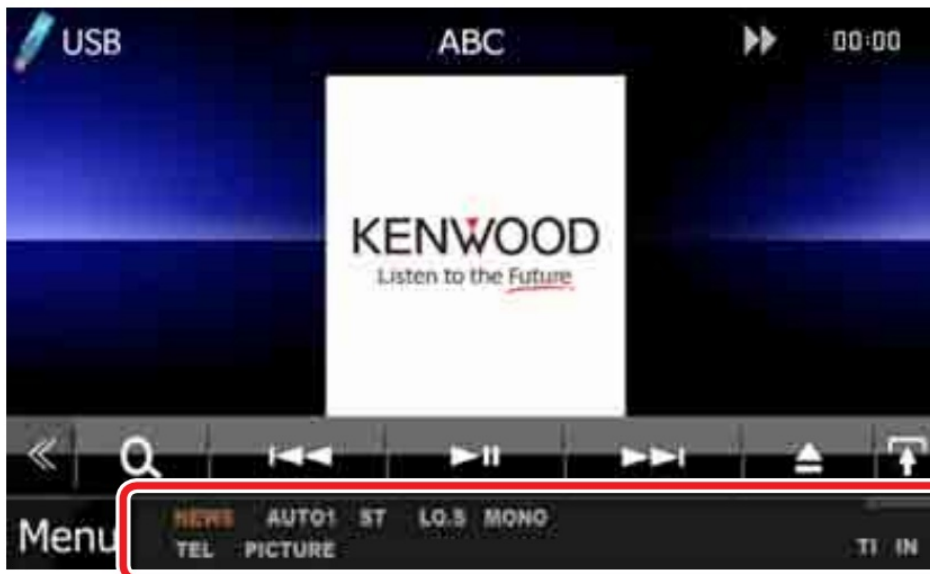 USB ABC 00:00
KENWOOD
Listen to the Future
Menu
NEWS AUTO1 ST LO.S MONO
TEL PICTURE TI IN